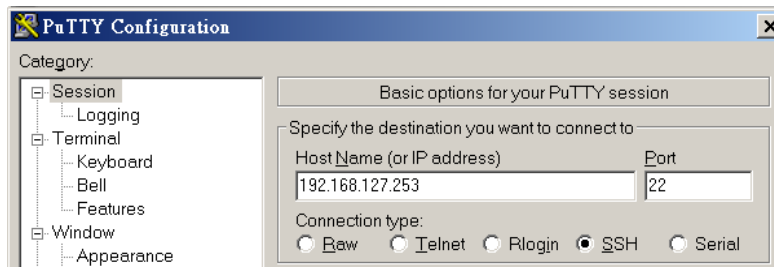 PuTTY Configuration
Category:
Session
Logging
Terminal
Keyboard
Bell
Features
Window
Appearance
Basic options for your PuTTY session
Specify the destination you want to connect to
Host Name (or IP address) Port
192.168.127.253 22
Connection type:
Raw Telnet Rlogin SSH Serial